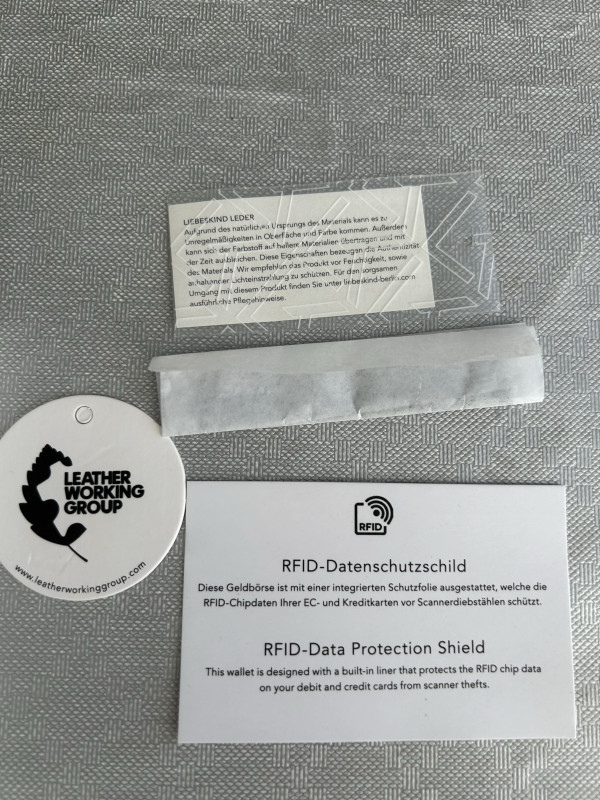 LIEBESKIND LEDER
Aufgrund des natürlichen Ursprungs des Materials kann es zu
Unregelmäßigkeiten in Oberfläche und Farbe kommen. Außerdem
kann sich der Farbstoff auf hellere Materialien übertragen und mit
der Zeit ausbleichen. Diese Eigenschaften bezeugen die Authentizität
des Materials. Wir empfehlen das Produkt vor Feuchtigkeit, sowie
anhaltender Lichteinstrahlung zu schützen. Für den sorgsamen
Umgang mit diesem Produkt finden Sie unter liebeskind-berlin.com
ausführliche Pflegehinweise.
LEATHER
WORKING
GROUP
www.leatherworkinggroup.com
RFID
RFID-Datenschutzschild
Diese Geldbörse ist mit einer integrierten Schutzfolie ausgestattet, welche die
RFID-Chipdaten Ihrer EC- und Kreditkarten vor Scannerdiebstählen schützt.
RFID-Data Protection Shield
This wallet is designed with a built-in liner that protects the RFID chip data
on your debit and credit cards from scanner thefts.